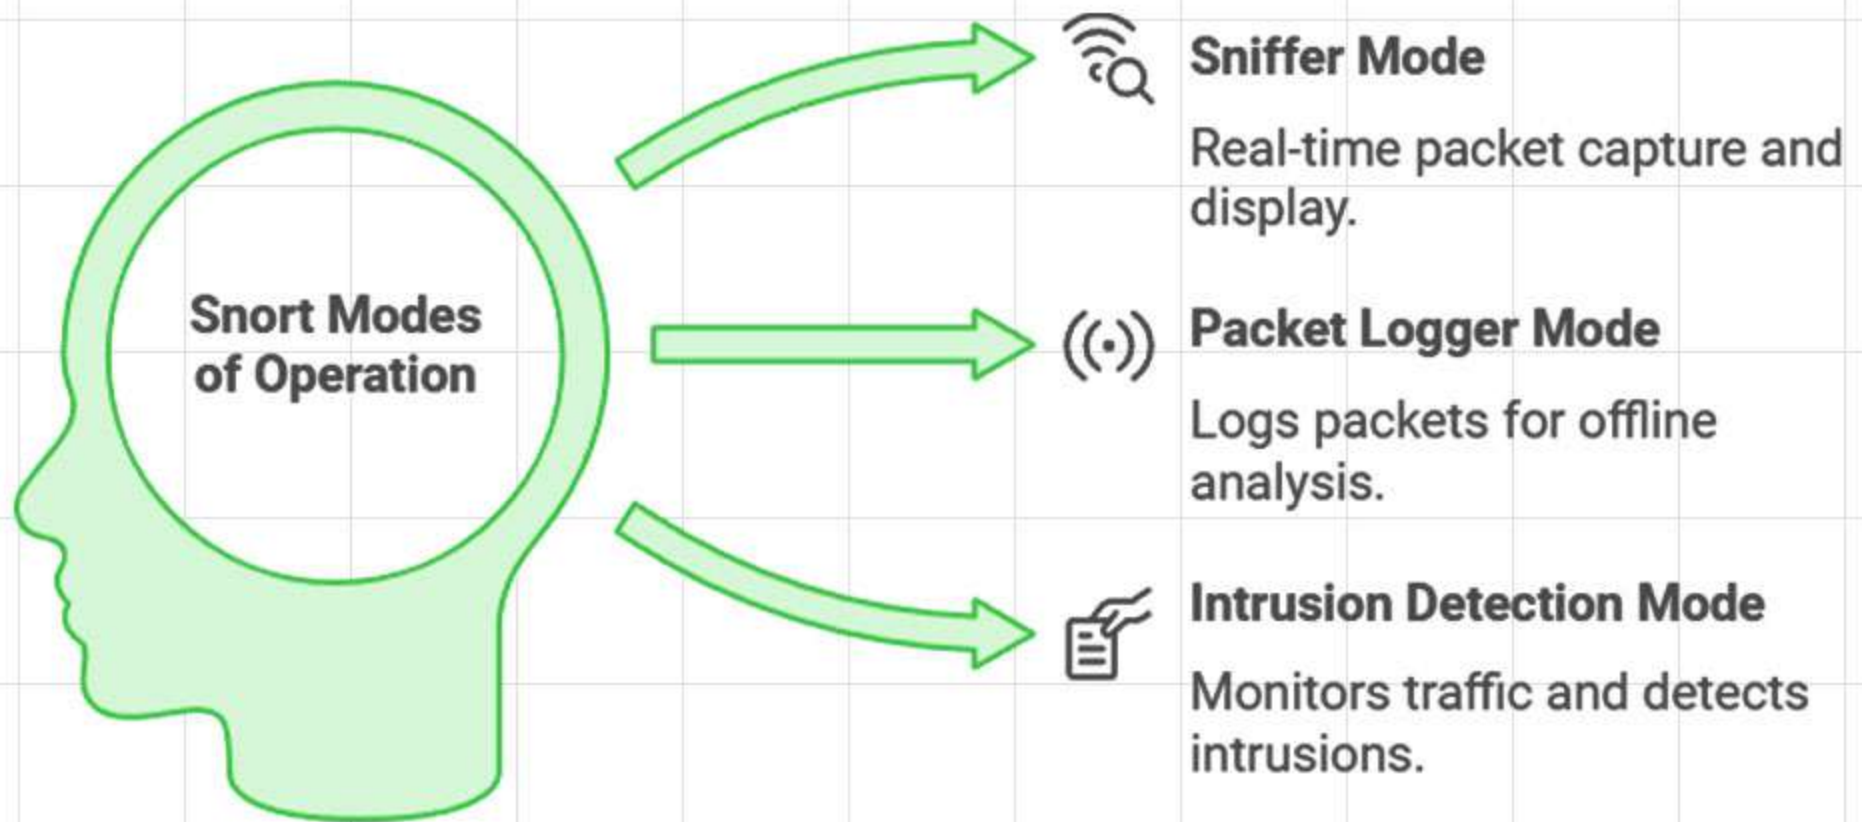 Snort Modes
of Operation
Sniffer Mode
Real-time packet capture and
display.
Packet Logger Mode
Logs packets for offline
analysis.
Intrusion Detection Mode
Monitors traffic and detects
intrusions.